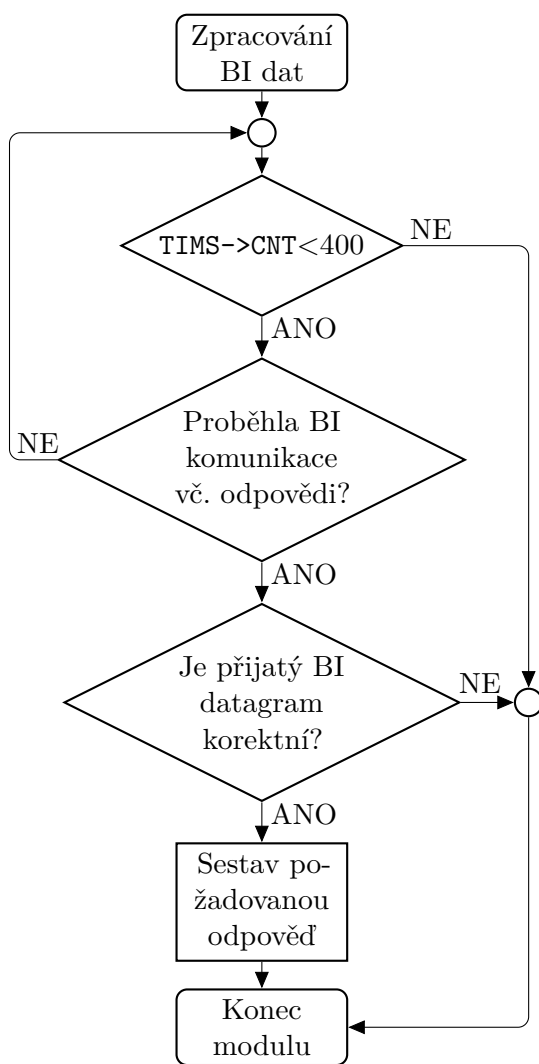 Zpracování
BI dat
TIMS->CNT<400
NE
ANO
Proběhla BI
komunikace
vč. odpovědi?
NE
ANO
Je přijatý BI
datagram
korektní?
NE
ANO
Sestav po-
žadovanou
odpověď
Konec
modulu